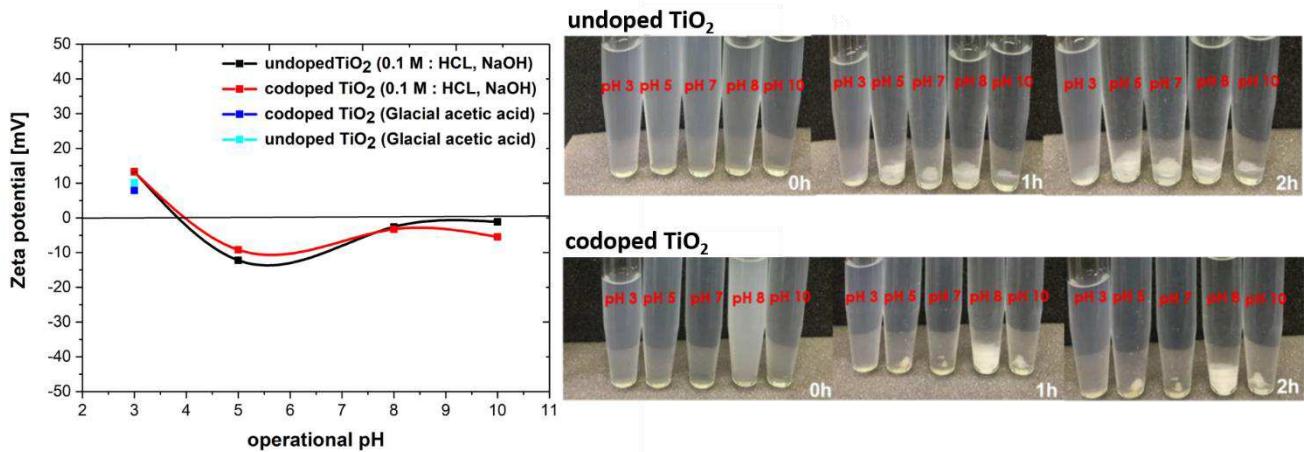 50
40
30
20
10
0
-10
-20
-30
-40
-50
Zeta potential [mV]
undopedTiO2 (0.1 M : HCL, NaOH)
codoped TiO2 (0.1 M : HCL, NaOH)
codoped TiO2 (Glacial acetic acid)
undoped TiO2 (Glacial acetic acid)
2 3 4 5 6 7 8 9 10 11
operational pH
undoped TiO2
pH 3 pH 5 pH 7 pH 8 pH 10
0h
pH 3 pH 5 pH 7 pH 8 pH 10
1h
pH 3 pH 5 pH 7 pH 8 pH 10
2h
codoped TiO2
pH 3 pH 5 pH 7 pH 8 pH 10
0h
pH 3 pH 5 pH 7 pH 8 pH 10
1h
pH 3 pH 5 pH 7 pH 8 pH 10
2h